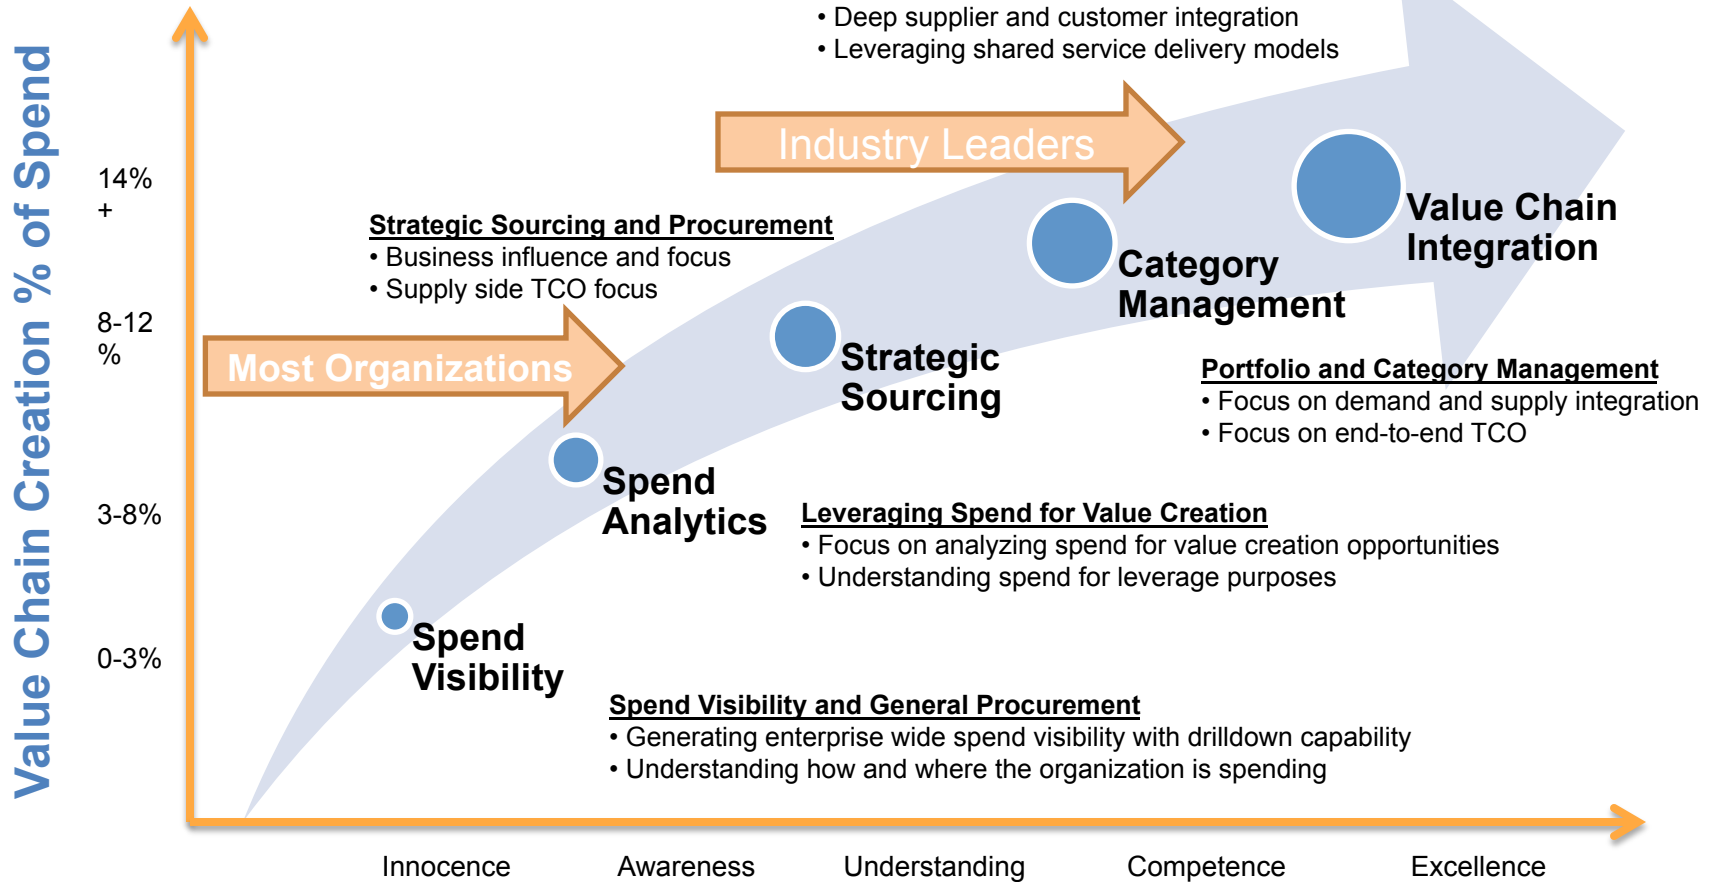 • Deep supplier and customer integration
• Leveraging shared service delivery models
Industry Leaders
Value Chain Creation % of Spend
14%
+
8-12
%
3-8%
0-3%
Strategic Sourcing and Procurement
• Business influence and focus
• Supply side TCO focus
Most Organizations
Value Chain
Integration
Category
Management
Strategic
Sourcing
Portfolio and Category Management
• Focus on demand and supply integration
• Focus on end-to-end TCO
Spend
Analytics
Leveraging Spend for Value Creation
• Focus on analyzing spend for value creation opportunities
• Understanding spend for leverage purposes
Spend
Visibility
Spend Visibility and General Procurement
• Generating enterprise wide spend visibility with drilldown capability
• Understanding how and where the organization is spending
Innocence
Awareness
Understanding
Competence
Excellence